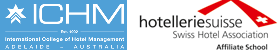 ICHM
Est. 1992
International College of Hotel Management
ADELAIDE - AUSTRALIA
hotelleriesuisse
Swiss Hotel Association
Affiliate School